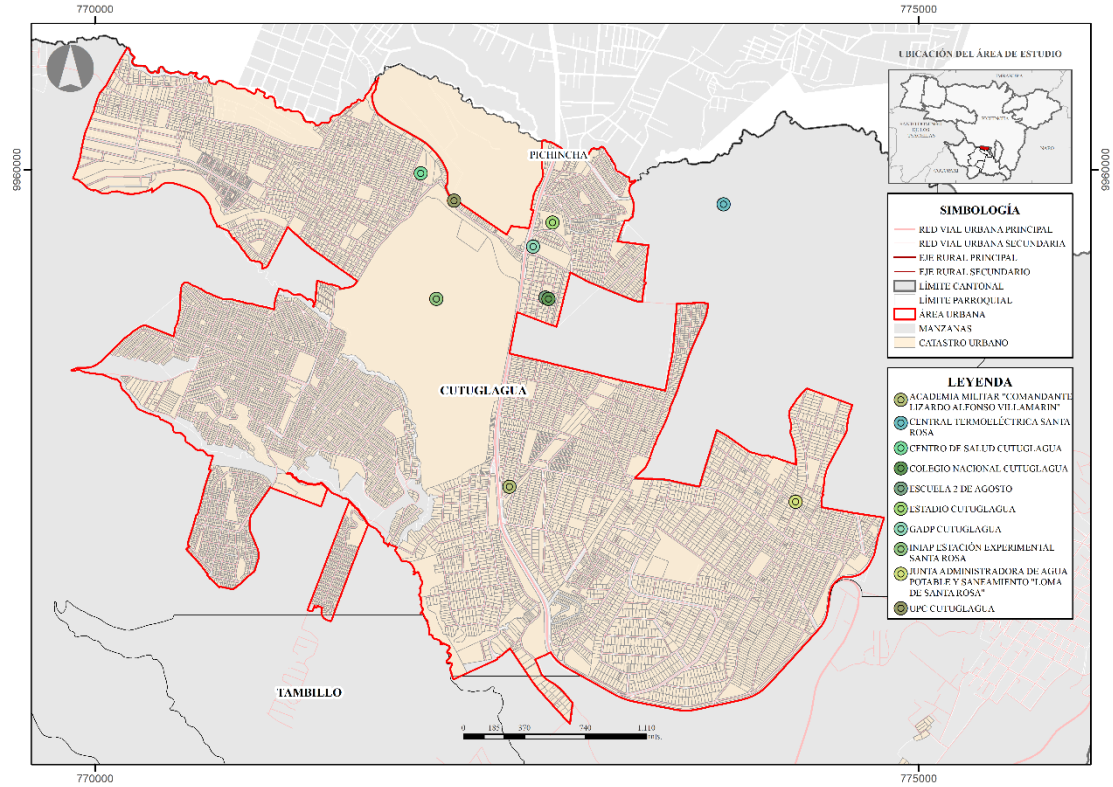 770000
775000
9960000
9960000
UBICACIÓN DEL ÁREA DE ESTUDIO
PICHINCHA
NAPO
SIMBOLOGÍA
RED VIAL URBANA PRINCIPAL
RED VIAL URBANA SECUNDARIA
EJE RURAL PRINCIPAL
EJE RURAL SECUNDARIO
LÍMITE CANTONAL
LÍMITE PARROQUIAL
ÁREA URBANA
MANZANAS
CATASTRO URBANO
LEYENDA
ACADEMIA MILITAR "COMANDANTE
LIZARDO ALFONSO VILLAMARIN"
CENTRAL TERMOELÉCTRICA SANTA
ROSA
CENTRO DE SALUD CUTUGLAGUA
COLEGIO NACIONAL CUTUGLAGUA
ESCUELA 2 DE AGOSTO
ESTADIO CUTUGLAGUA
GADP CUTUGLAGUA
INIAP ESTACIÓN EXPERIMENTAL
SANTA ROSA
JUNTA ADMINISTRADORA DE AGUA
POTABLE Y SANEAMIENTO "LOMA
DE SANTA ROSA"
UPC CUTUGLAGUA
PICHINCHA
CUTUGLAGUA
TAMBILLO
0 185 370 740 1.110
mts.
770000
775000